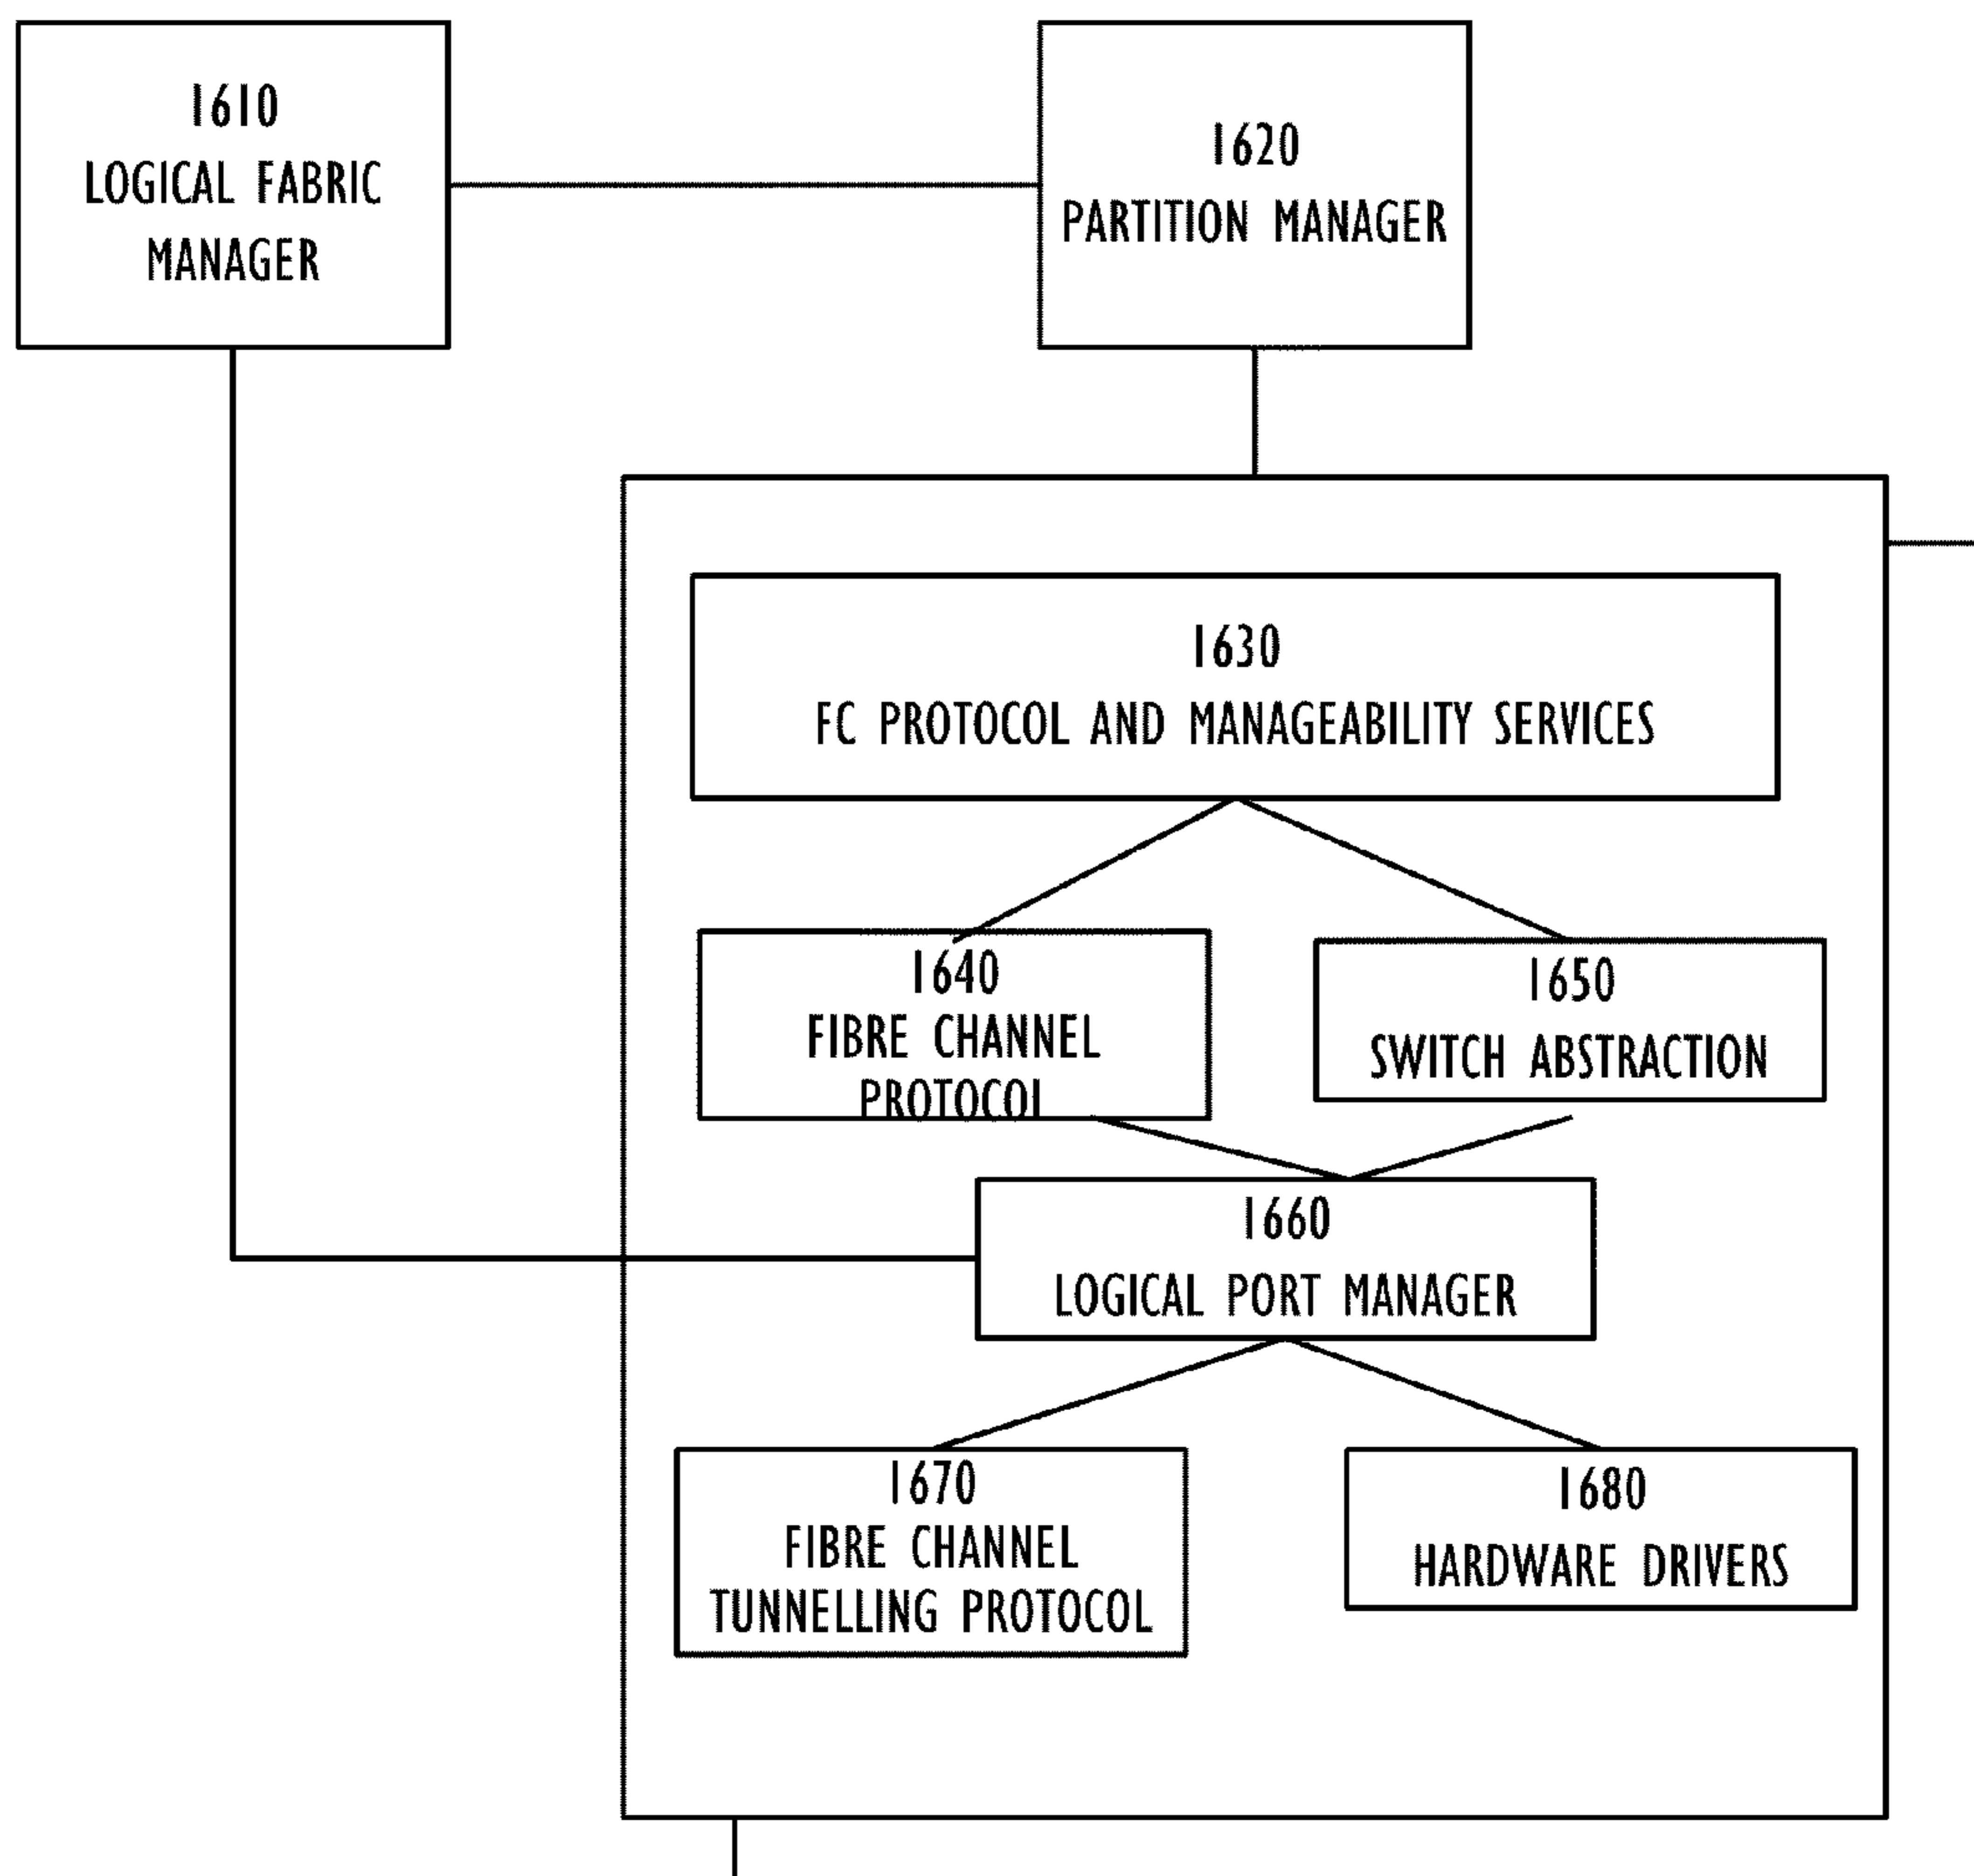 1610
LOGICAL FABRIC
MANAGER
1620
PARTITION MANAGER
1630
FC PROTOCOL AND MANAGEABILITY SERVICES
1640
FIBRE CHANNEL
PROTOCOL
1650
SWITCH ABSTRACTION
1660
LOGICAL PORT MANAGER
1670
FIBRE CHANNEL
TUNNELLING PROTOCOL
1680
HARDWARE DRIVERS